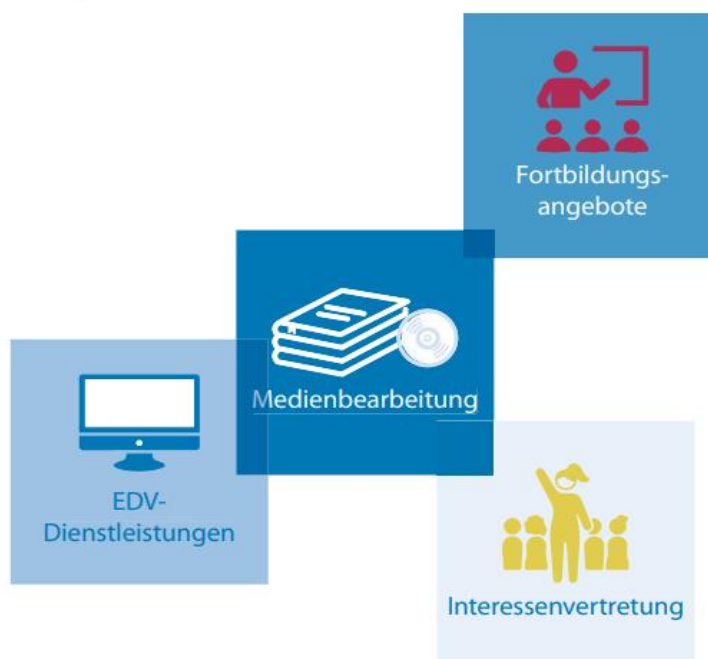 Fortbildungs-
angebote
Medienbearbeitung
EDV-
Dienstleistungen
Interessenvertretung